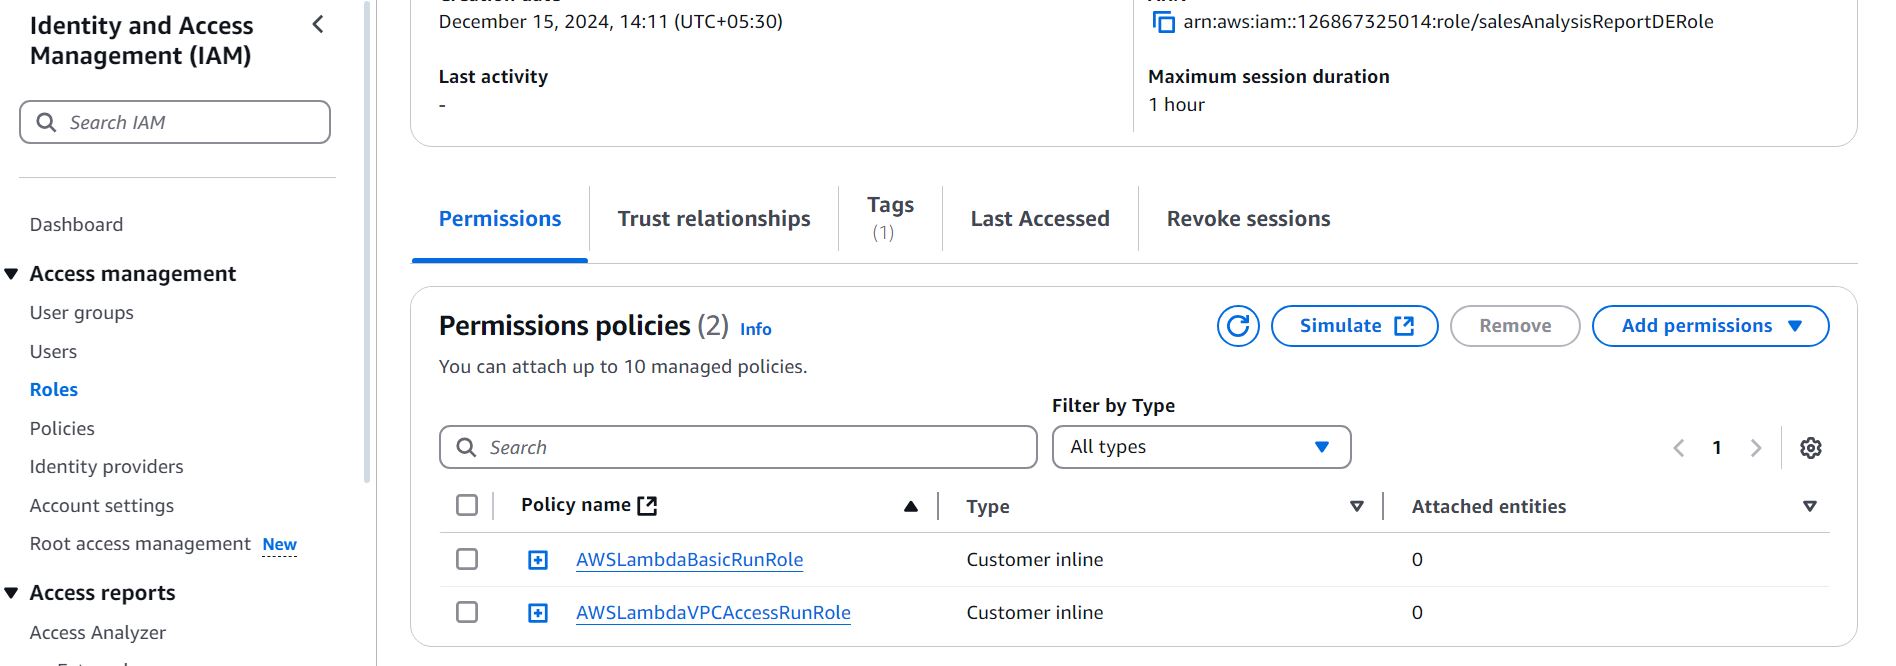 Identity and Access
Management (IAM)
Search IAM
Dashboard
Access management
User groups
Users
Roles
Policies
Identity providers
Account settings
Root access management New
Access reports
Access Analyzer
December 15, 2024, 14:11 (UTC+05:30)
arn:aws:iam::126867325014:role/salesAnalysisReportDERole
Last activity
-
Maximum session duration
1 hour
Permissions
Trust relationships
Tags
(1)
Last Accessed
Revoke sessions
Permissions policies (2) Info
Simulate
Remove
Add permissions
You can attach up to 10 managed policies.
Filter by Type
Search
All types
1
Policy name
Type
Attached entities
AWSLambdaBasicRunRole
Customer inline
0
AWSLambdaVPCAccessRunRole
Customer inline
0